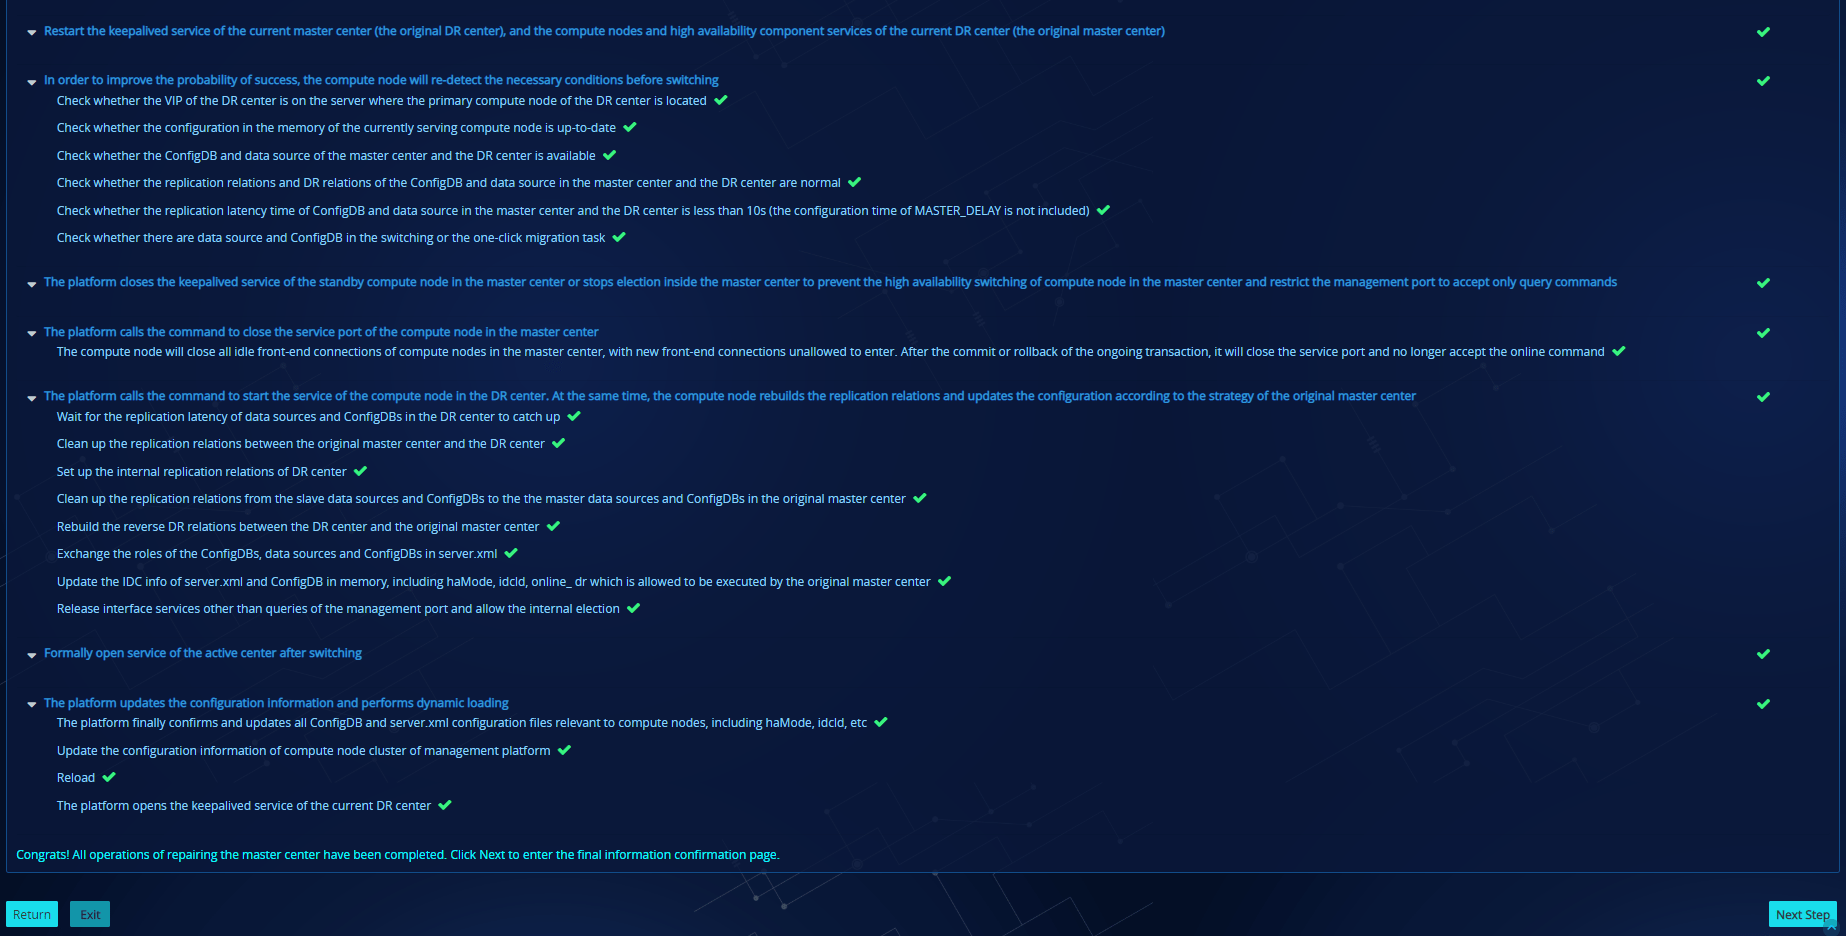 Restart the keepalived service of the current master center (the original DR center), and the compute nodes and high availability component services of the current DR center (the original master center)
In order to improve the probability of success, the compute node will re-detect the necessary conditions before switching
Check whether the VIP of the DR center is on the server where the primary compute node of the DR center is located
Check whether the configuration in the memory of the currently serving compute node is up-to-date
Check whether the ConfigDB and data source of the master center and the DR center is available
Check whether the replication relations and DR relations of the ConfigDB and data source in the master center and the DR center are normal
Check whether the replication latency time of ConfigDB and data source in the master center and the DR center is less than 10s (the configuration time of MASTER_DELAY is not included)
Check whether there are data source and ConfigDB in the switching or the one-click migration task
The platform closes the keepalived service of the standby compute node in the master center or stops election inside the master center to prevent the high availability switching of compute node in the master center and restrict the management port to accept only query commands
The platform calls the command to close the service port of the compute node in the master center
The compute node will close all idle front-end connections of compute nodes in the master center, with new front-end connections unallowed to enter. After the commit or rollback of the ongoing transaction, it will close the service port and no longer accept the online command
The platform calls the command to start the service of the compute node in the DR center. At the same time, the compute node rebuilds the replication relations and updates the configuration according to the strategy of the original master center
Wait for the replication latency of data sources and ConfigDBs in the DR center to catch up
Clean up the replication relations between the original master center and the DR center
Set up the internal replication relations of DR center
Clean up the replication relations from the slave data sources and ConfigDBs to the the master data sources and ConfigDBs in the original master center
Rebuild the reverse DR relations between the DR center and the original master center
Exchange the roles of the ConfigDBs, data sources and ConfigDBs in server.xml
Update the IDC info of server.xml and ConfigDB in memory, including haMode, idcId, online_ dr which is allowed to be executed by the original master center
Release interface services other than queries of the management port and allow the internal election
Formally open service of the active center after switching
The platform updates the configuration information and performs dynamic loading
The platform finally confirms and updates all ConfigDB and server.xml configuration files relevant to compute nodes, including haMode, idcId, etc
Update the configuration information of compute node cluster of management platform
Reload
The platform opens the keepalived service of the current DR center
Congrats! All operations of repairing the master center have been completed. Click Next to enter the final information confirmation page.
Return Exit Next Step